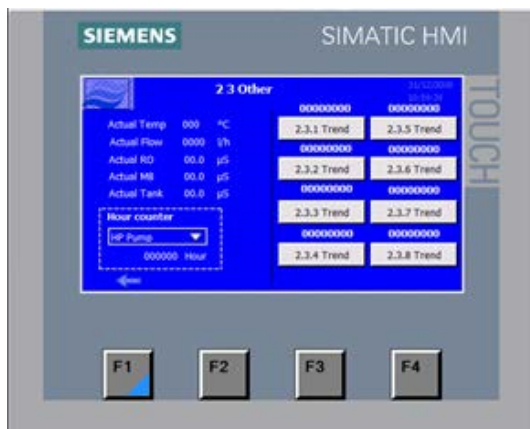 SIEMENS
SIMATIC HMI
TOUCH
2 3 Other
Actual Temp 000 °C
Actual Flow 0000 l/h
Actual RO 00.0 µS
Actual MB 00.0 µS
Actual Tank 00.0 µS
Hour counter
HP Pump
000000 Hour
00000000 00000000
2.3.1 Trend 2.3.5 Trend
00000000 00000000
2.3.2 Trend 2.3.6 Trend
00000000 00000000
2.3.3 Trend 2.3.7 Trend
00000000 00000000
2.3.4 Trend 2.3.8 Trend
F1 F2 F3 F4